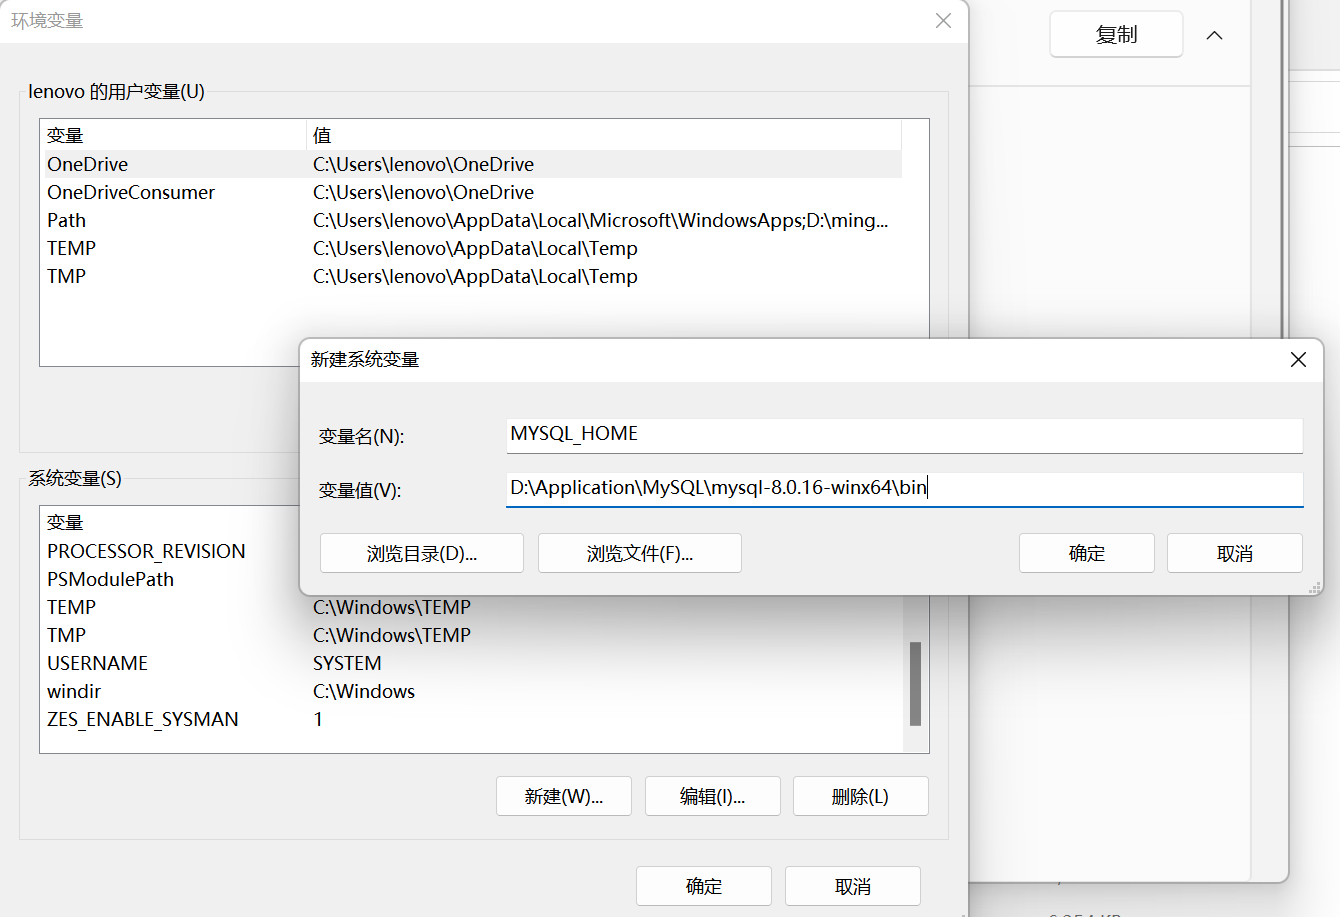 环境变量
复制
lenovo 的用户变量(U)
变量 值
OneDrive C:\Users\lenovo\OneDrive
OneDriveConsumer C:\Users\lenovo\OneDrive
Path C:\Users\lenovo\AppData\Local\Microsoft\WindowsApps;D:\ming...
TEMP C:\Users\lenovo\AppData\Local\Temp
TMP C:\Users\lenovo\AppData\Local\Temp
新建系统变量
变量名(N): MYSQL_HOME
变量值(V): D:\Application\MySQL\mysql-8.0.16-winx64\bin
浏览目录(D)... 浏览文件(F)... 确定 取消
系统变量(S)
变量
PROCESSOR_REVISION
PSModulePath
TEMP C:\Windows\TEMP
TMP C:\Windows\TEMP
USERNAME SYSTEM
windir C:\Windows
ZES_ENABLE_SYSMAN 1
新建(W)... 编辑(I)... 删除(L)
确定 取消